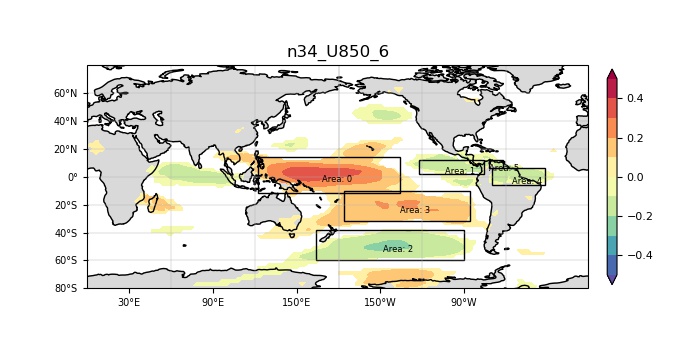 n34_U850_6
60°N
40°N
20°N
0°
20°S
40°S
60°S
80°S
30°E
90°E
150°E
150°W
90°W
Area: 0
Area: 1
Area: 5
Area: 4
Area: 3
Area: 2
0.4
0.2
0.0
−0.2
−0.4